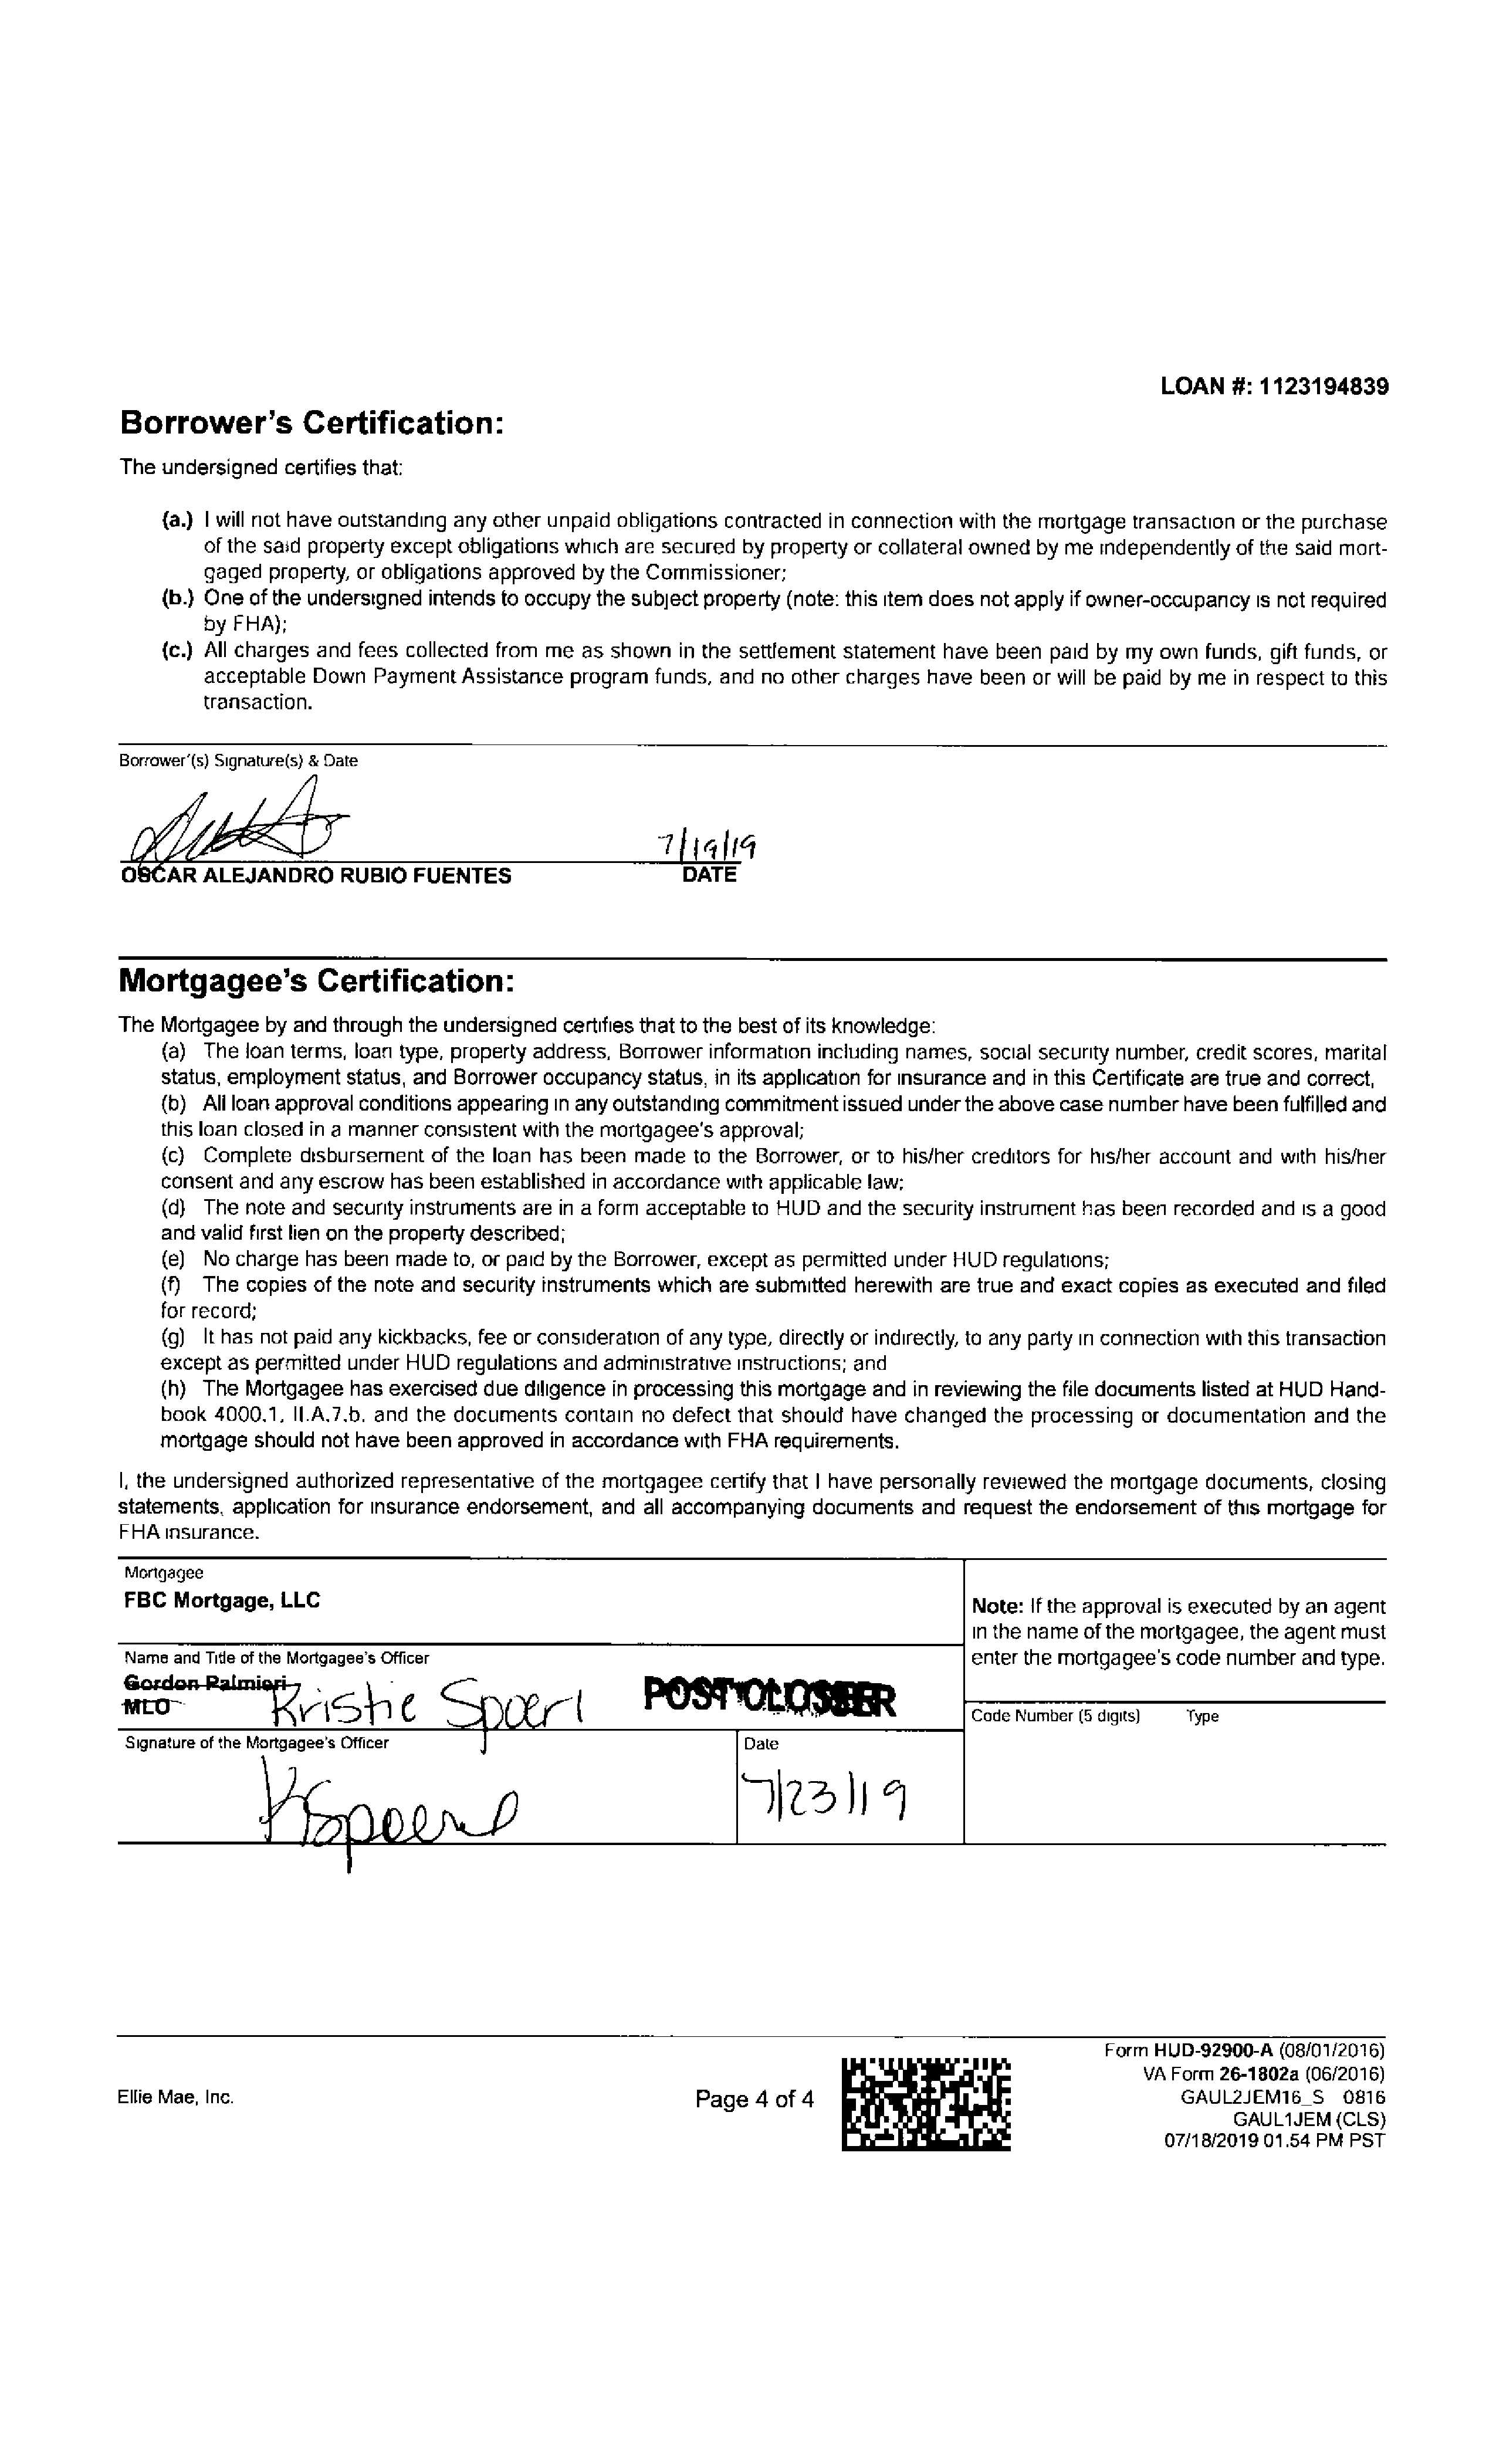 LOAN #: 1123194839
Borrower's Certification:
The undersigned certifies that:
(a.) I will not have outstanding any other unpaid obligations contracted in connection with the mortgage transaction or the purchase
of the said property except obligations which are secured by property or collateral owned by me independently of the said mort-
gaged property, or obligations approved by the Commissioner;
(b.) One of the undersigned intends to occupy the subject property (note: this item does not apply if owner-occupancy is not required
by FHA);
(c.) All charges and fees collected from me as shown in the settlement statement have been paid by my own funds, gift funds, or
acceptable Down Payment Assistance program funds, and no other charges have been or will be paid by me in respect to this
transaction.
Borrower'(s) Signature(s) & Date
7/19/19
OSCAR ALEJANDRO RUBIO FUENTES DATE
Mortgagee's Certification:
The Mortgagee by and through the undersigned certifies that to the best of its knowledge:
(a) The loan terms, loan type, property address, Borrower information including names, social security number, credit scores, marital
status, employment status, and Borrower occupancy status, in its application for insurance and in this Certificate are true and correct,
(b) All loan approval conditions appearing in any outstanding commitment issued under the above case number have been fulfilled and
this loan closed in a manner consistent with the mortgagee's approval;
(c) Complete disbursement of the loan has been made to the Borrower, or to his/her creditors for his/her account and with his/her
consent and any escrow has been established in accordance with applicable law;
(d) The note and security instruments are in a form acceptable to HUD and the security instrument has been recorded and is a good
and valid first lien on the property described;
(e) No charge has been made to, or paid by the Borrower, except as permitted under HUD regulations;
(f) The copies of the note and security instruments which are submitted herewith are true and exact copies as executed and filed
for record;
(g) It has not paid any kickbacks, fee or consideration of any type, directly or indirectly, to any party in connection with this transaction
except as permitted under HUD regulations and administrative instructions; and
(h) The Mortgagee has exercised due diligence in processing this mortgage and in reviewing the file documents listed at HUD Hand-
book 4000.1, II.A.7.b. and the documents contain no defect that should have changed the processing or documentation and the
mortgage should not have been approved in accordance with FHA requirements.
I, the undersigned authorized representative of the mortgagee certify that I have personally reviewed the mortgage documents, closing
statements, application for insurance endorsement, and all accompanying documents and request the endorsement of this mortgage for
FHA insurance.
Mortgagee
FBC Mortgage, LLC
Note: If the approval is executed by an agent
in the name of the mortgagee, the agent must
enter the mortgagee's code number and type.
Name and Title of the Mortgagee's Officer
Gordon Palmieri
MLO Kristie Spoerl POST CLOSER
Code Number (5 digits) Type
Signature of the Mortgagee's Officer Date
KSpoerl 7/23/19
Form HUD-92900-A (08/01/2016)
VA Form 26-1802a (06/2016)
Ellie Mae, Inc. Page 4 of 4 GAUL2JEM16_S 0816
GAUL1JEM (CLS)
07/18/2019 01.54 PM PST